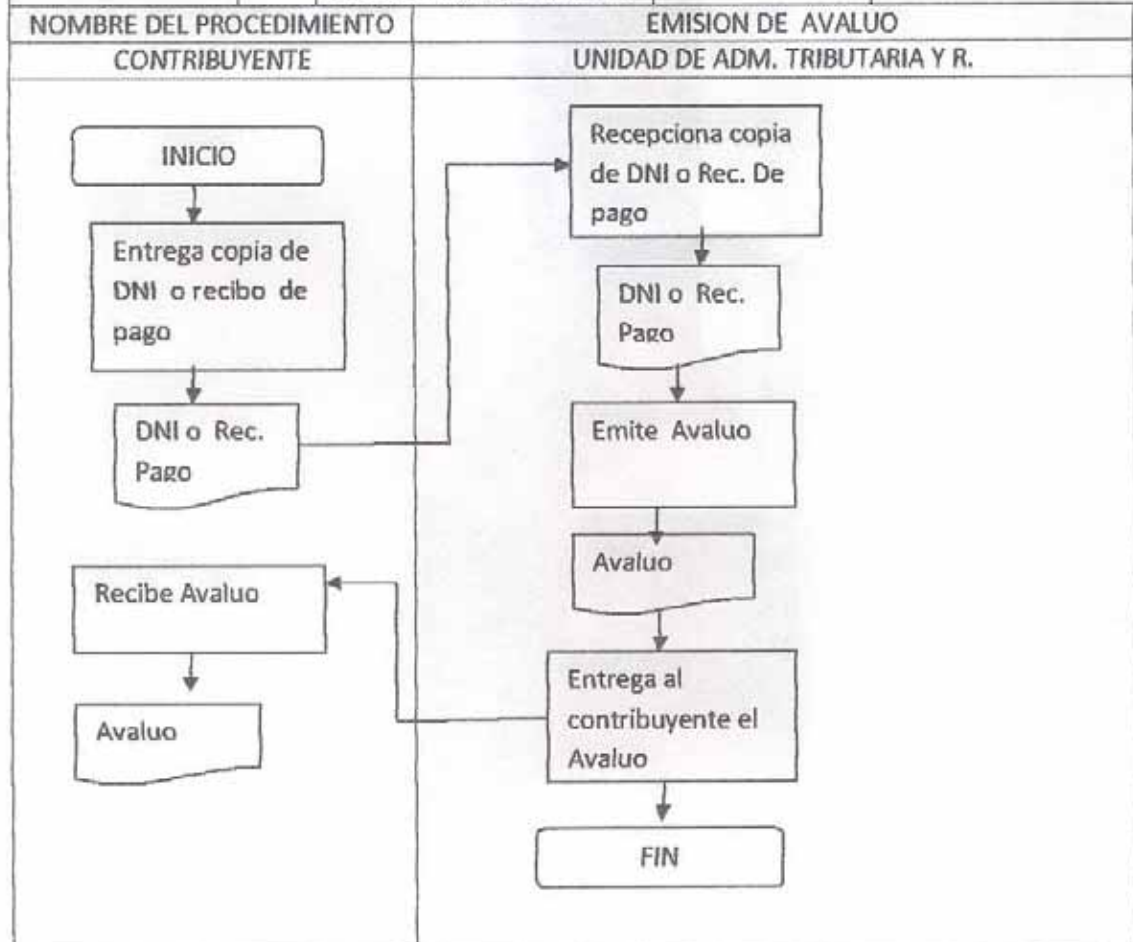 NOMBRE DEL PROCEDIMIENTO
EMISION DE AVALUO
CONTRIBUYENTE
UNIDAD DE ADM. TRIBUTARIA Y R.
INICIO
Entrega copia de
DNI o recibo de
pago
DNI o Rec.
Pago
Recepciona copia
de DNI o Rec. De
pago
DNI o Rec.
Pago
Emite Avaluo
Avaluo
Entrega al
contribuyente el
Avaluo
Recibe Avaluo
Avaluo
FIN